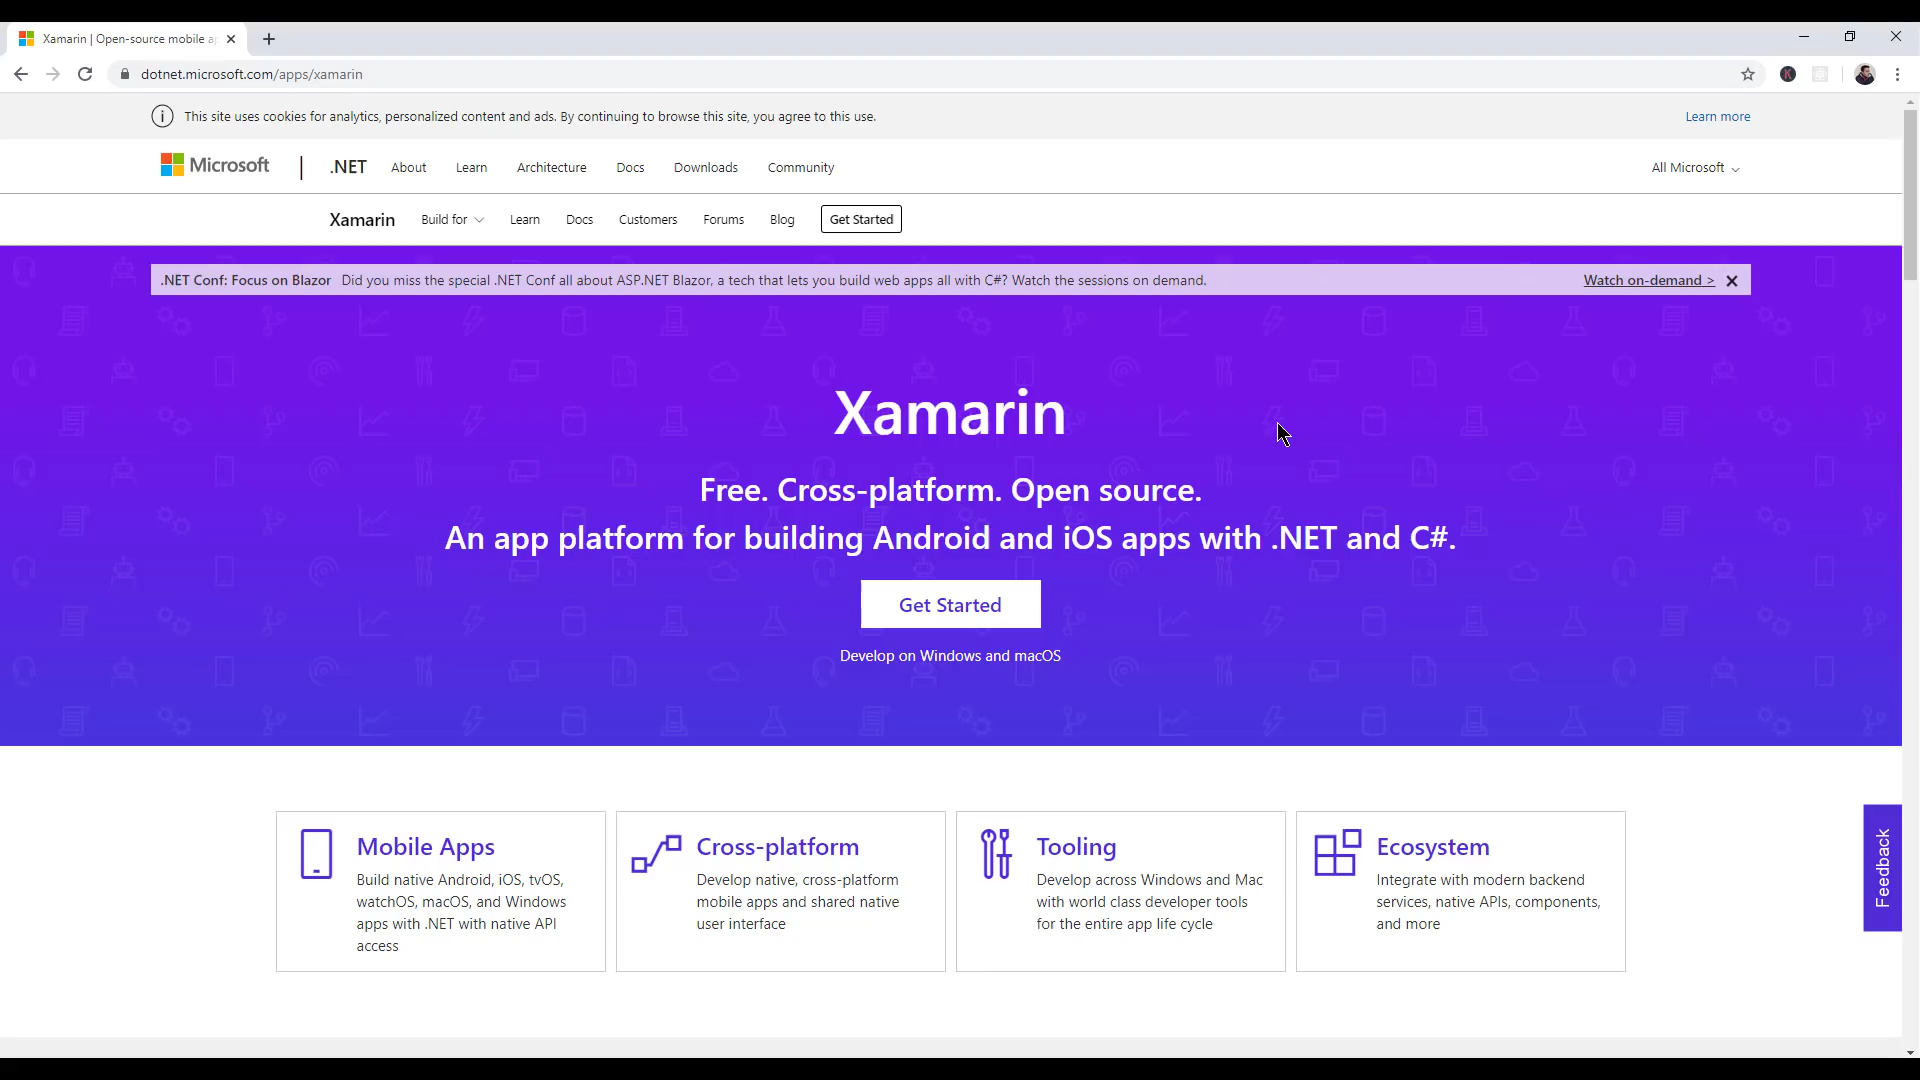 Xamarin | Open-source mobile a
dotnet.microsoft.com/apps/xamarin
K
This site uses cookies for analytics, personalized content and ads. By continuing to browse this site, you agree to this use.
Learn more
Microsoft
.NET About Learn Architecture Docs Downloads Community
All Microsoft
Xamarin Build for Learn Docs Customers Forums Blog Get Started
.NET Conf: Focus on Blazor Did you miss the special .NET Conf all about ASP.NET Blazor, a tech that lets you build web apps all with C#? Watch the sessions on demand.
Watch on-demand >
Xamarin
Free. Cross-platform. Open source.
An app platform for building Android and iOS apps with .NET and C#.
Get Started
Develop on Windows and macOS
Mobile Apps
Build native Android, iOS, tvOS,
watchOS, macOS, and Windows
apps with .NET with native API
access
Cross-platform
Develop native, cross-platform
mobile apps and shared native
user interface
Tooling
Develop across Windows and Mac
with world class developer tools
for the entire app life cycle
Ecosystem
Integrate with modern backend
services, native APIs, components,
and more
Feedback